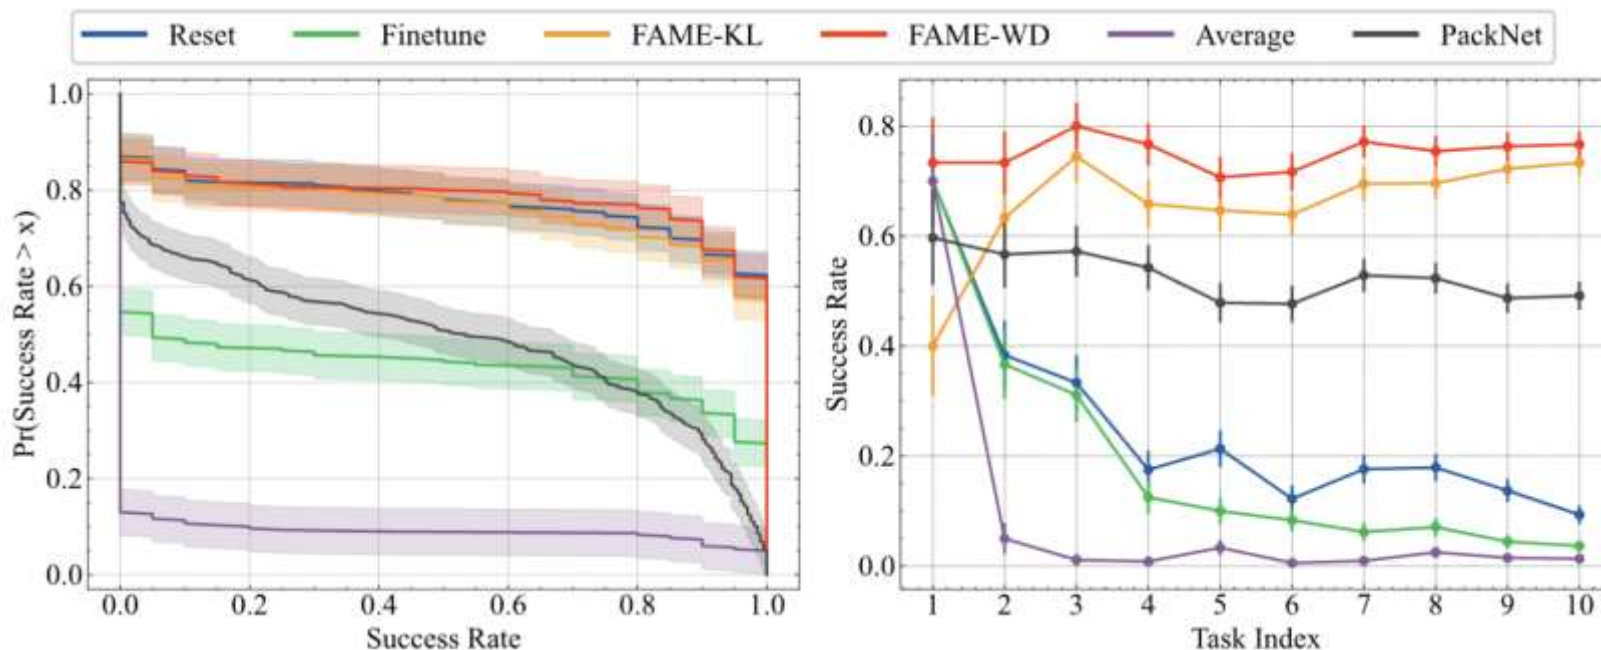 Reset Finetune FAME-KL FAME-WD Average PackNet
Pr(Success Rate > x)
1.0
0.8
0.6
0.4
0.2
0.0
0.0 0.2 0.4 0.6 0.8 1.0
Success Rate
Success Rate
0.8
0.6
0.4
0.2
0.0
1 2 3 4 5 6 7 8 9 10
Task Index